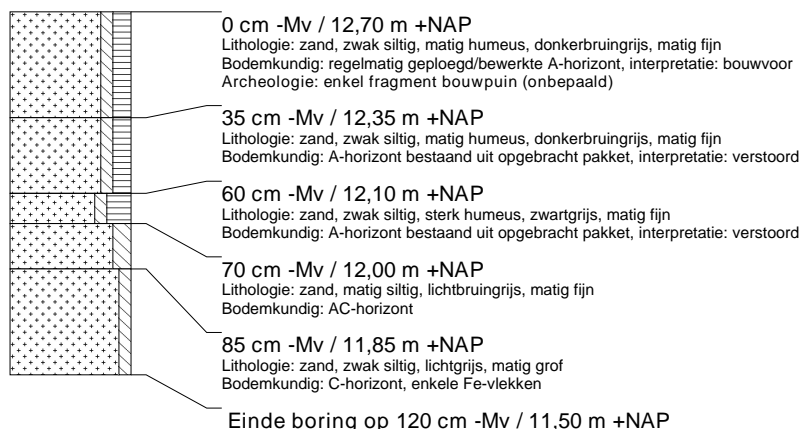 0 cm -Mv / 12,70 m +NAP
Lithologie: zand, zwak siltig, matig humeus, donkerbruingrijs, matig fijn
Bodemkundig: regelmatig geploegd/bewerkte A-horizont, interpretatie: bouwvoor
Archeologie: enkel fragment bouwpuin (onbepaald)
35 cm -Mv / 12,35 m +NAP
Lithologie: zand, zwak siltig, matig humeus, donkerbruingrijs, matig fijn
Bodemkundig: A-horizont bestaand uit opgebracht pakket, interpretatie: verstoord
60 cm -Mv / 12,10 m +NAP
Lithologie: zand, zwak siltig, sterk humeus, zwartgrijs, matig fijn
Bodemkundig: A-horizont bestaand uit opgebracht pakket, interpretatie: verstoord
70 cm -Mv / 12,00 m +NAP
Lithologie: zand, matig siltig, lichtbruingrijs, matig fijn
Bodemkundig: AC-horizont
85 cm -Mv / 11,85 m +NAP
Lithologie: zand, zwak siltig, lichtgrijs, matig grof
Bodemkundig: C-horizont, enkele Fe-vlekken
Einde boring op 120 cm -Mv / 11,50 m +NAP